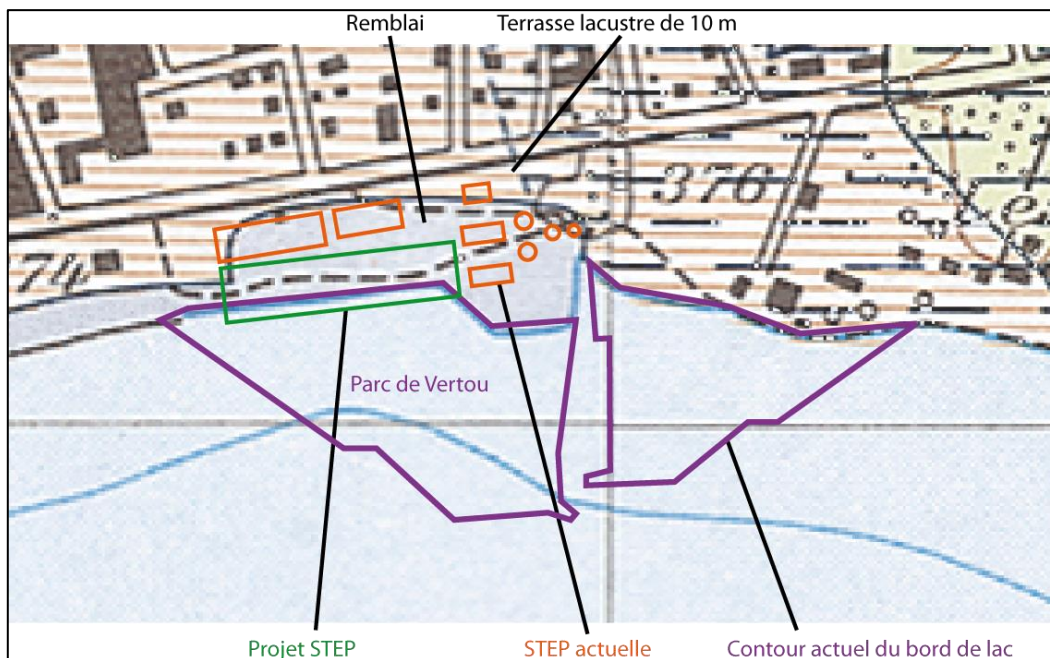 Remblai
Terrasse lacustre de 10 m
376
74
Parc de Vertou
Projet STEP
STEP actuelle
Contour actuel du bord de lac